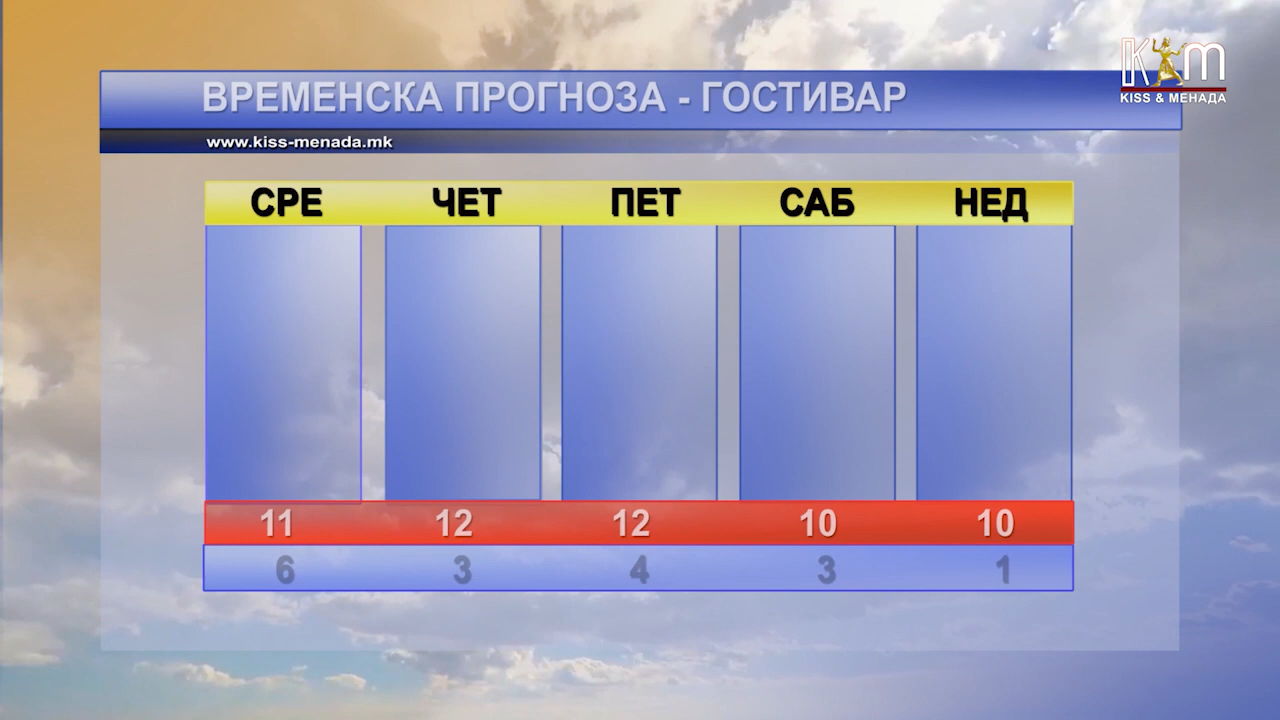 K m
KISS & МЕНАДА
ВРЕМЕНСКА ПРОГНОЗА - ГОСТИВАР
www.kiss-menada.mk
СРЕ ЧЕТ ПЕТ САБ НЕД
11 12 12 10 10
6 3 4 3 1